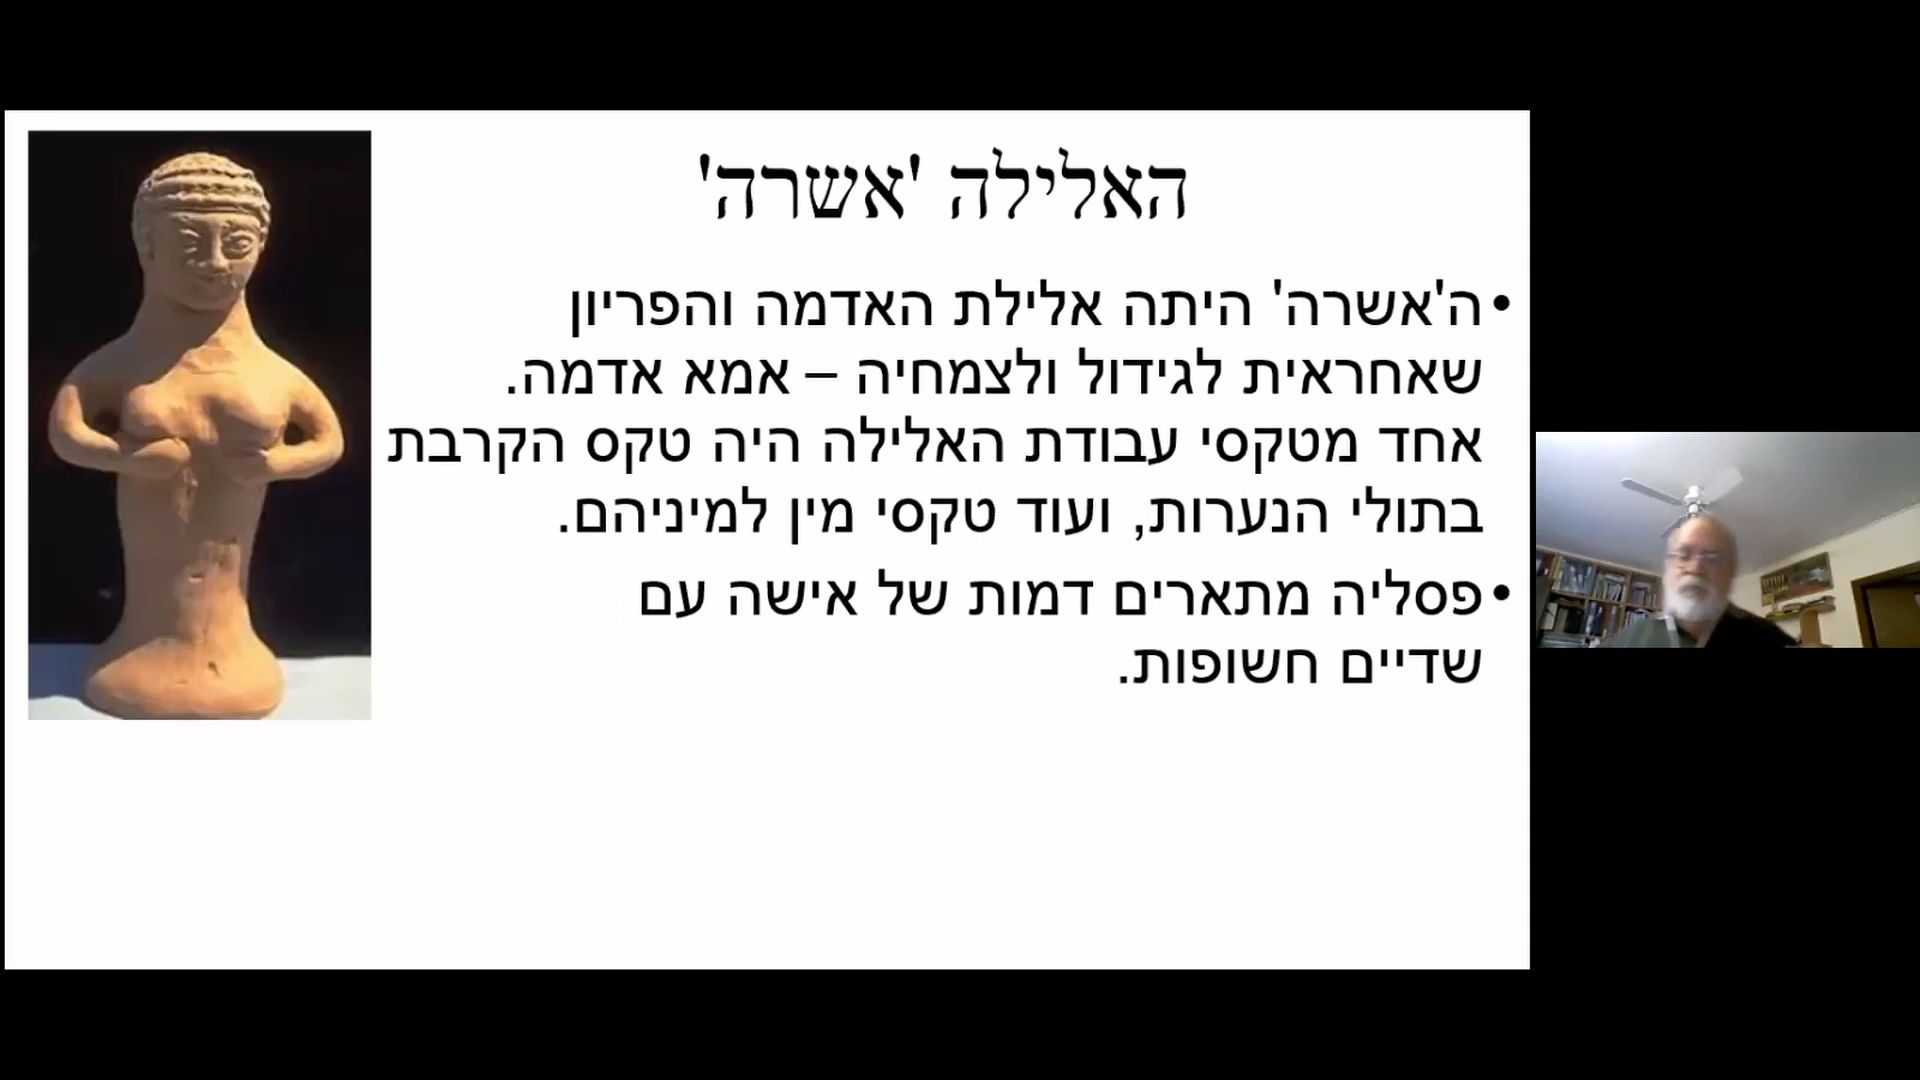 האלילה 'אשרה'
•ה'אשרה' היתה אלילת האדמה והפריון
שאחראית לגידול ולצמחיה – אמא אדמה.
אחד מטקסי עבודת האלילה היה טקס הקרבת
בתולי הנערות, ועוד טקסי מין למיניהם.
•פסליה מתארים דמות של אישה עם
שדיים חשופות.